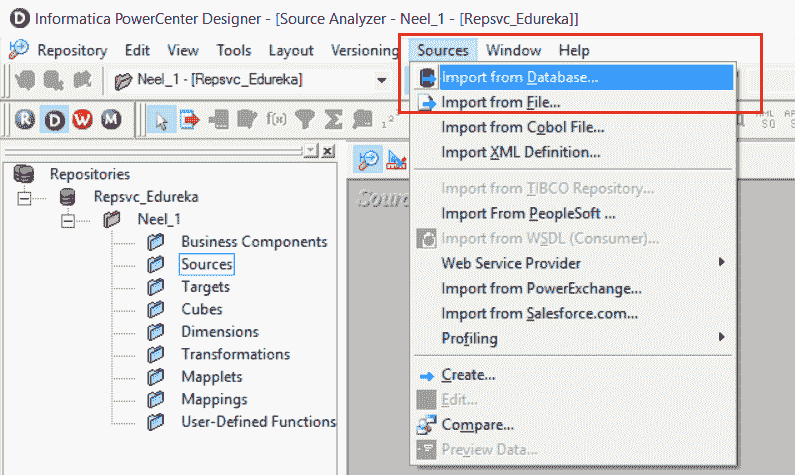 Informatica PowerCenter Designer - [Source Analyzer - Neel_1 - [Repsvc_Edureka]]
Repository Edit View Tools Layout Versioning Sources Window Help
Neel_1 - [Repsvc_Edureka]
R D W M
Repositories
Repsvc_Edureka
Neel_1
Business Components
Sources
Targets
Cubes
Dimensions
Transformations
Mapplets
Mappings
User-Defined Functions
Import from Database...
Import from File...
Import from Cobol File...
Import XML Definition...
Import from TIBCO Repository...
Import From PeopleSoft ...
Import from WSDL (Consumer)...
Web Service Provider
Import from PowerExchange...
Import from Salesforce.com...
Profiling
Create...
Edit...
Compare...
Preview Data...